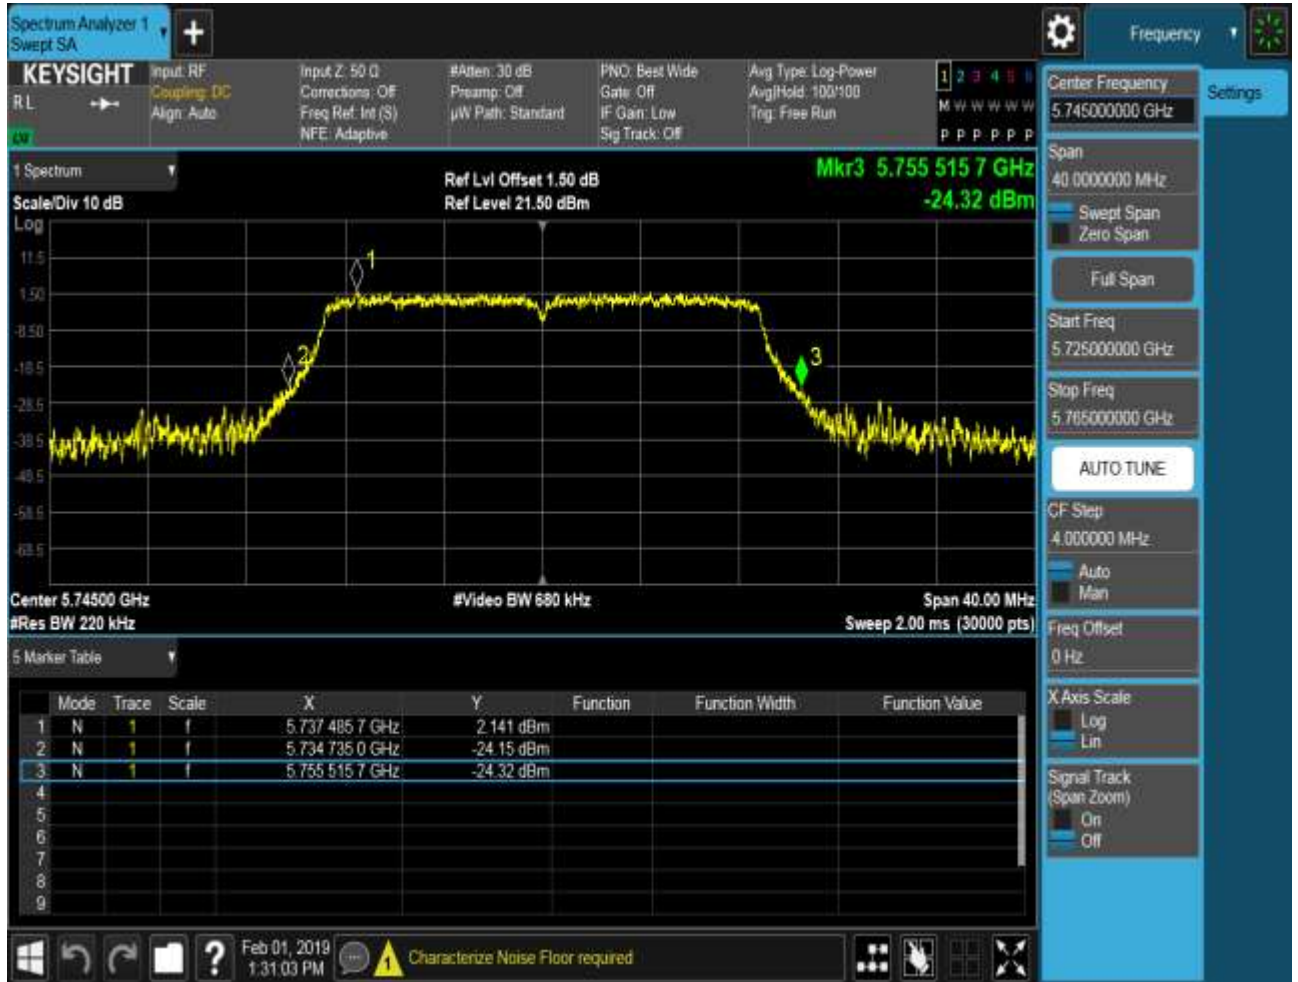 Spectrum Analyzer 1
Swept SA
+
Frequency
KEYSIGHT
R L
Input: RF
Coupling: DC
Align: Auto
Input Z: 50 Ω
Corrections: Off
Freq Ref: Int (S)
NFE: Adaptive
#Atten: 30 dB
Preamp: Off
µW Path: Standard
PNO: Best Wide
Gate: Off
IF Gain: Low
Sig Track: Off
Avg Type: Log-Power
Avg|Hold: 100/100
Trig: Free Run
1 2 3 4 5 6
M W W W W W
P P P P P P
1 Spectrum
Scale/Div 10 dB
Ref Lvl Offset 1.50 dB
Ref Level 21.50 dBm
Mkr3 5.755 515 7 GHz
-24.32 dBm
Log
11.5
1.50
-8.50
-18.5
-28.5
-38.5
-48.5
-58.5
-68.5
1
2
3
Center 5.74500 GHz
#Res BW 220 kHz
#Video BW 680 kHz
Span 40.00 MHz
Sweep 2.00 ms (30000 pts)
5 Marker Table
Mode Trace Scale X Y Function Function Width Function Value
1 N 1 f 5.737 485 7 GHz 2.141 dBm
2 N 1 f 5.734 735 0 GHz -24.15 dBm
3 N 1 f 5.755 515 7 GHz -24.32 dBm
4
5
6
7
8
9
Center Frequency
5.745000000 GHz
Settings
Span
40.0000000 MHz
Swept Span
Zero Span
Full Span
Start Freq
5.725000000 GHz
Stop Freq
5.765000000 GHz
AUTO TUNE
CF Step
4.000000 MHz
Auto
Man
Freq Offset
0 Hz
X Axis Scale
Log
Lin
Signal Track
(Span Zoom)
On
Off
?
Feb 01, 2019
1:31:03 PM
1
Characterize Noise Floor required